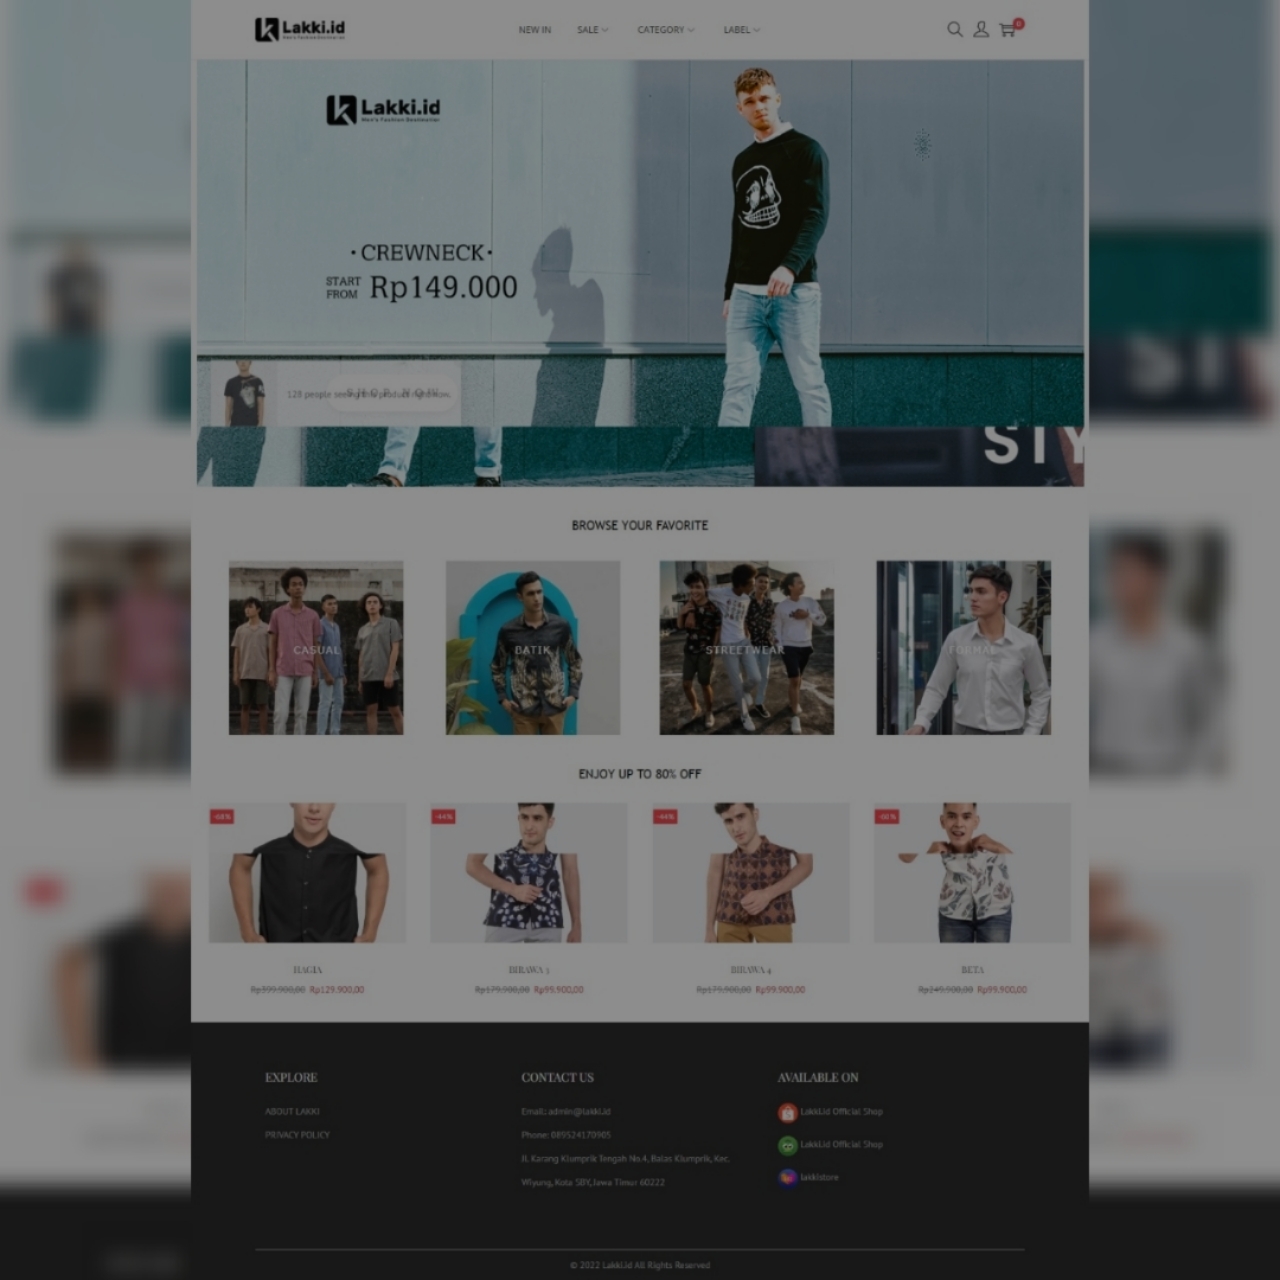 Lakki.id
Men's Fashion Destination
NEW IN
SALE
CATEGORY
LABEL
0
Lakki.id
Men's Fashion Destination
·CREWNECK·
START
FROM
Rp149.000
128 people seeing this product right now.
SHOP NOW
STY
BROWSE YOUR FAVORITE
CASUAL
BATIK
STREETWEAR
FORMAL
ENJOY UP TO 80% OFF
-68%
-44%
-44%
-60%
HAGIA
BIRAWA 3
BIRAWA 4
BETA
Rp399.900,00 Rp129.900,00
Rp179.900,00 Rp99.900,00
Rp179.900,00 Rp99.900,00
Rp249.900,00 Rp99.900,00
EXPLORE
ABOUT LAKKI
PRIVACY POLICY
CONTACT US
Email: admin@lakki.id
Phone: 089524170905
Jl. Karang Klumprik Tengah No.4, Balas Klumprik, Kec.
Wiyung, Kota SBY, Jawa Timur 60222
AVAILABLE ON
Lakki.id Official Shop
Lakki.id Official Shop
lakkistore
© 2022 Lakki.id All Rights Reserved